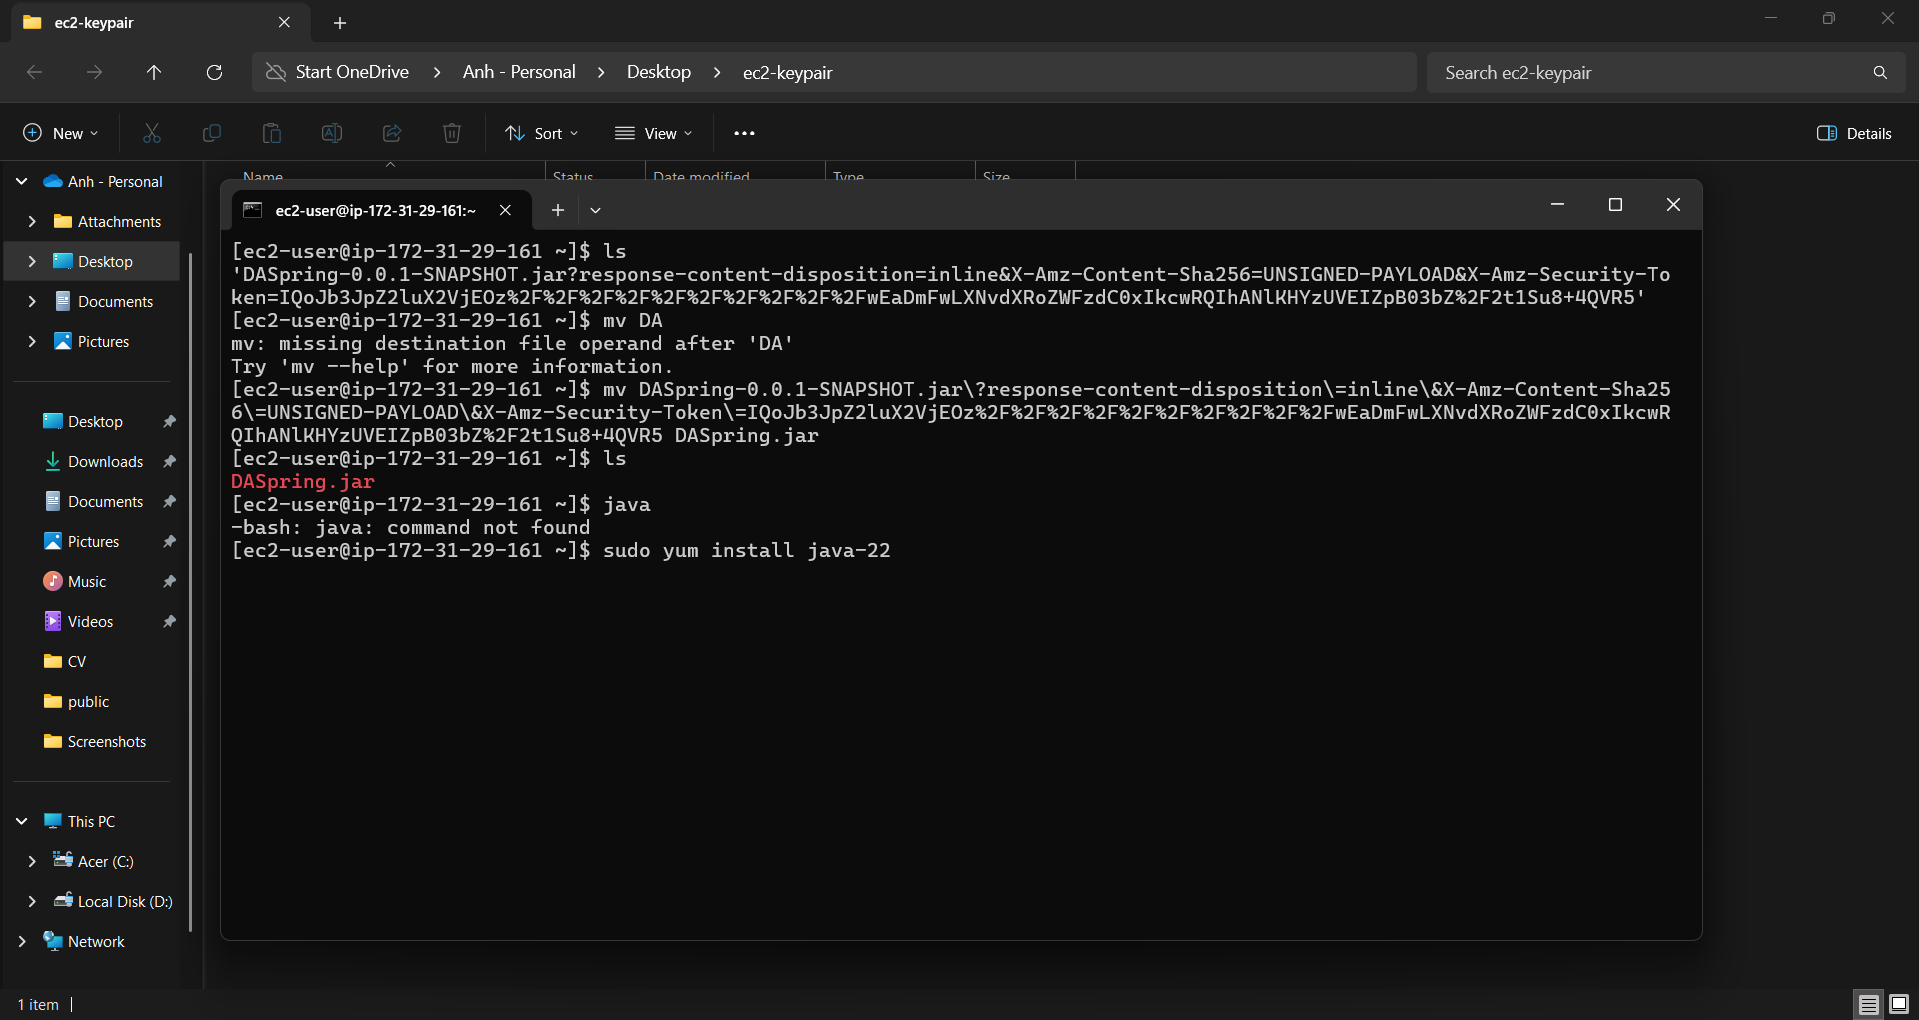 ec2-keypair
Start OneDrive > Anh - Personal > Desktop > ec2-keypair
Search ec2-keypair
New
Sort
View
Details
Name Status Date modified Type Size
Anh - Personal
Attachments
Desktop
Documents
Pictures
Desktop
Downloads
Documents
Pictures
Music
Videos
CV
public
Screenshots
This PC
Acer (C:)
Local Disk (D:)
Network
1 item
ec2-user@ip-172-31-29-161:~
[ec2-user@ip-172-31-29-161 ~]$ ls
'DASpring-0.0.1-SNAPSHOT.jar?response-content-disposition=inline&X-Amz-Content-Sha256=UNSIGNED-PAYLOAD&X-Amz-Security-To
ken=IQoJb3JpZ2luX2VjEOz%2F%2F%2F%2F%2F%2F%2F%2F%2F%2FwEaDmFwLXNvdXRoZWFzdC0xIkcwRQIhANlKHYzUVEIZpB03bZ%2F2t1Su8+4QVR5'
[ec2-user@ip-172-31-29-161 ~]$ mv DA
mv: missing destination file operand after 'DA'
Try 'mv --help' for more information.
[ec2-user@ip-172-31-29-161 ~]$ mv DASpring-0.0.1-SNAPSHOT.jar\?response-content-disposition\=inline\&X-Amz-Content-Sha25
6\=UNSIGNED-PAYLOAD\&X-Amz-Security-Token\=IQoJb3JpZ2luX2VjEOz%2F%2F%2F%2F%2F%2F%2F%2F%2F%2FwEaDmFwLXNvdXRoZWFzdC0xIkcwR
QIhANlKHYzUVEIZpB03bZ%2F2t1Su8+4QVR5 DASpring.jar
[ec2-user@ip-172-31-29-161 ~]$ ls
DASpring.jar
[ec2-user@ip-172-31-29-161 ~]$ java
-bash: java: command not found
[ec2-user@ip-172-31-29-161 ~]$ sudo yum install java-22